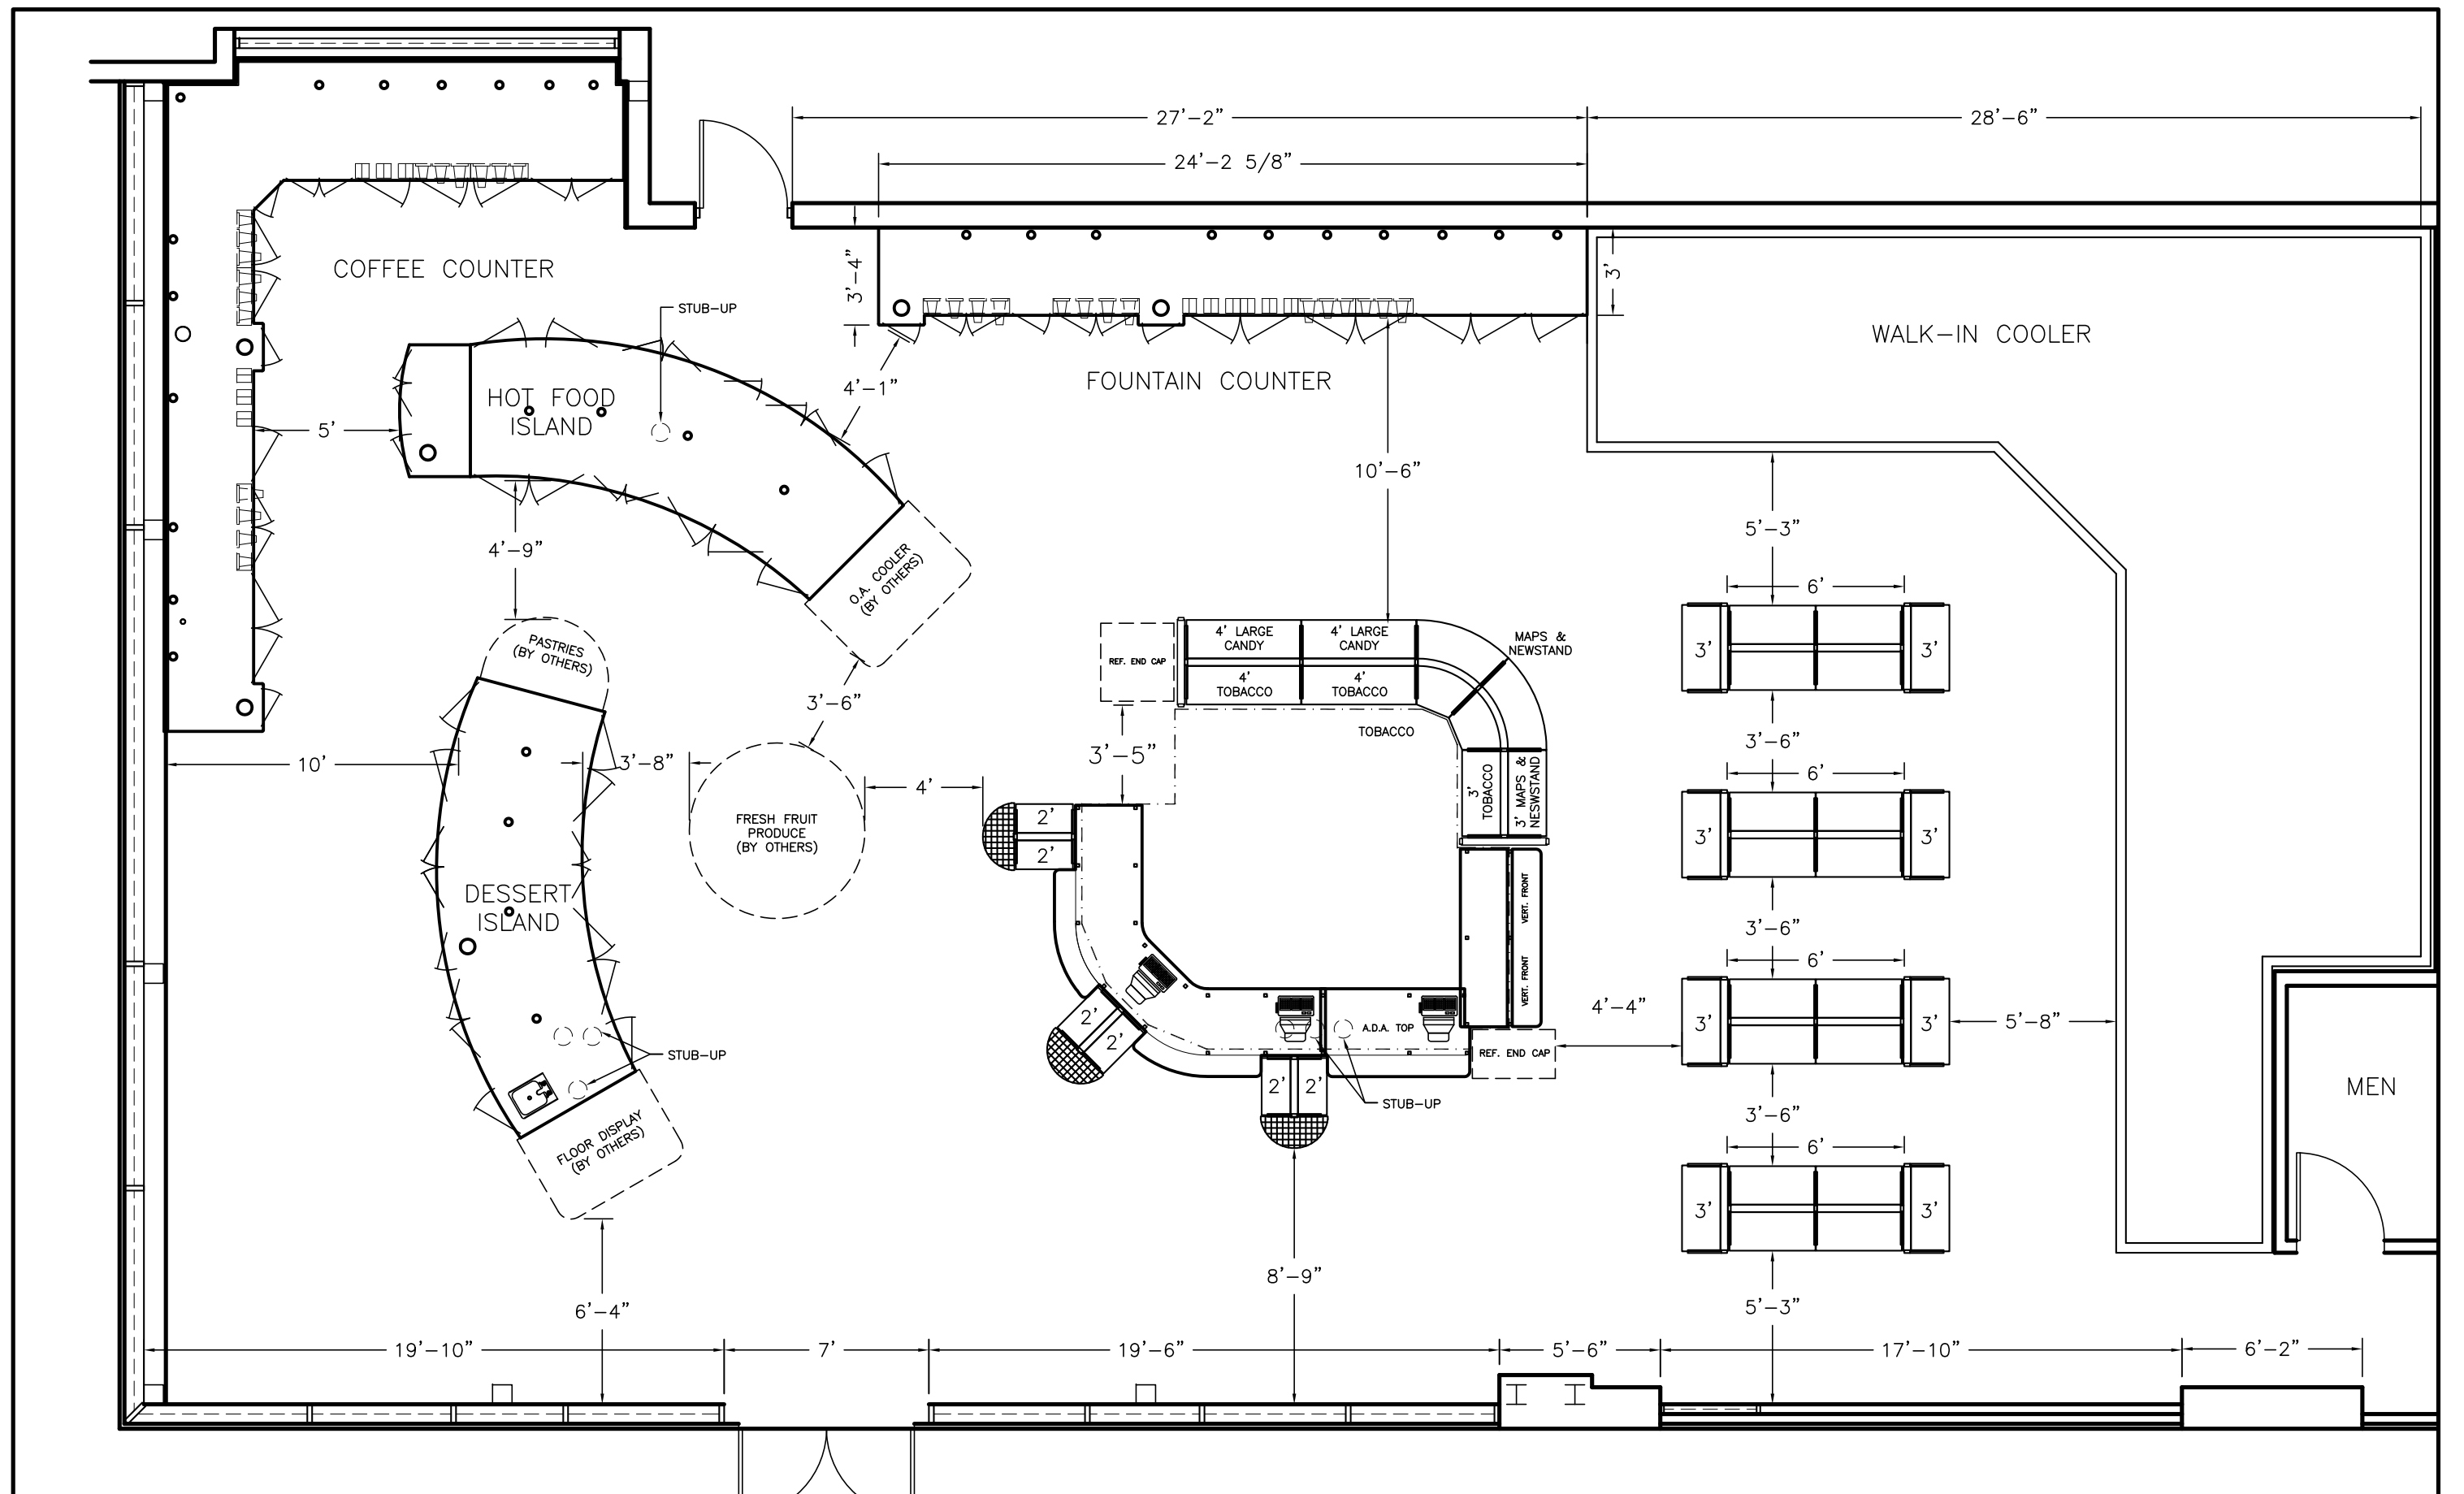 27'-2"
28'-6"
24'-2 5/8"
COFFEE COUNTER
3'-4"
3'
STUB-UP
WALK-IN COOLER
FOUNTAIN COUNTER
4'-1"
HOT FOOD
ISLAND
5'
10'-6"
5'-3"
4'-9"
O.A. COOLER
(BY OTHERS)
6'
PASTRIES
(BY OTHERS)
4' LARGE
CANDY
4' LARGE
CANDY
MAPS &
NEWSTAND
REF. END CAP
3'
3'
4'
TOBACCO
4'
TOBACCO
3'-6"
TOBACCO
3'-6"
3'-5"
10'
3'-8"
6'
4'
3'
TOBACCO
3' MAPS &
NESWSTAND
FRESH FRUIT
PRODUCE
(BY OTHERS)
2'
2'
3'
3'
DESSERT
ISLAND
VERT. FRONT
VERT. FRONT
3'-6"
6'
4'-4"
2'
2'
A.D.A. TOP
3'
3'
5'-8"
STUB-UP
REF. END CAP
2'
2'
MEN
STUB-UP
3'-6"
FLOOR DISPLAY
(BY OTHERS)
6'
3'
3'
8'-9"
6'-4"
5'-3"
19'-10"
7'
19'-6"
5'-6"
17'-10"
6'-2"